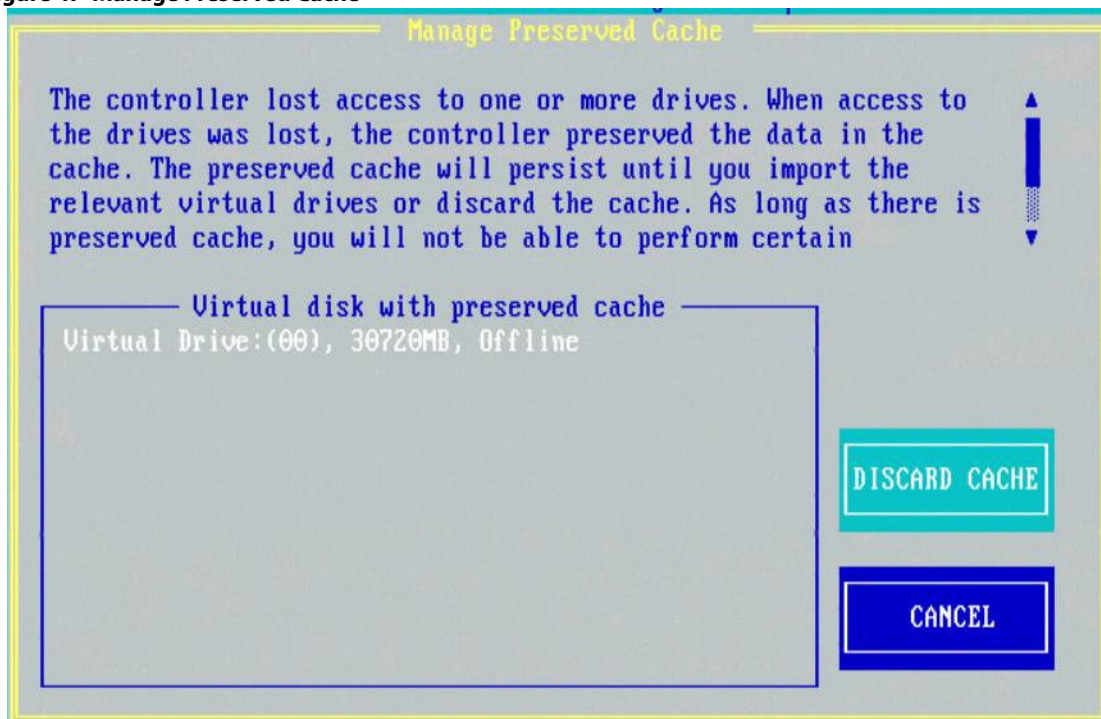 Manage Preserved Cache
The controller lost access to one or more drives. When access to
the drives was lost, the controller preserved the data in the
cache. The preserved cache will persist until you import the
relevant virtual drives or discard the cache. As long as there is
preserved cache, you will not be able to perform certain
Virtual disk with preserved cache
Virtual Drive:(00), 30720MB, Offline
DISCARD CACHE
CANCEL